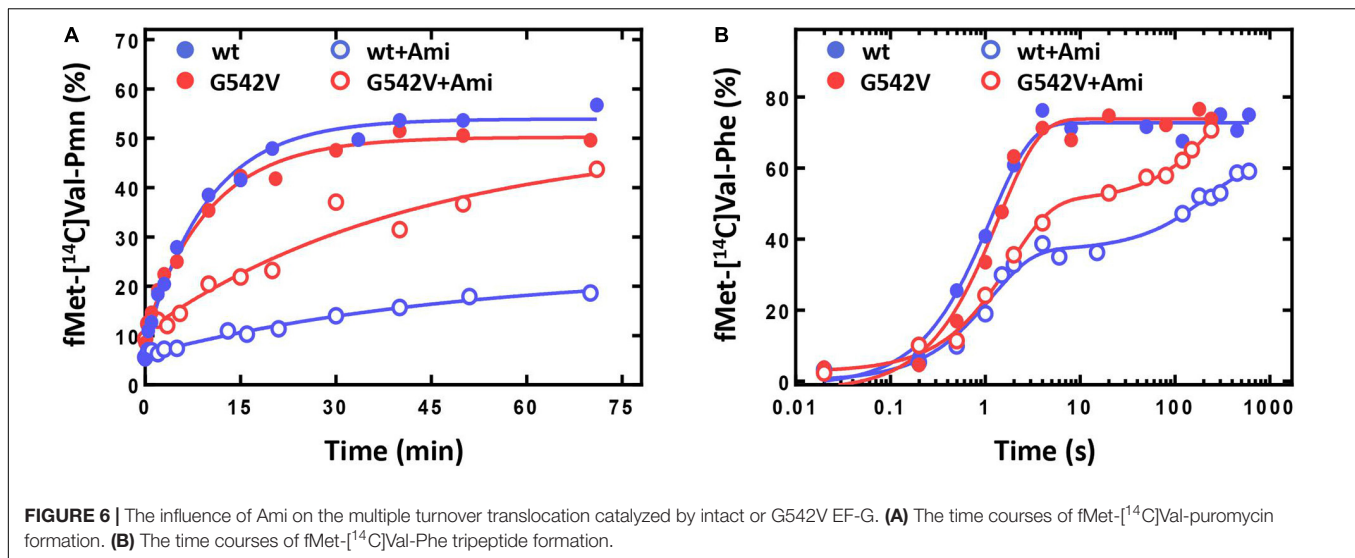 A
70
60
50
40
30
20
10
0
fMet-[¹⁴C]Val-Pmn (%)
wt
wt+Ami
G542V
G542V+Ami
0 15 30 45 60 75
Time (min)
B
80
60
40
20
0
fMet-[¹⁴C]Val-Phe (%)
wt
wt+Ami
G542V
G542V+Ami
0.01 0.1 1 10 100 1000
Time (s)
FIGURE 6 | The influence of Ami on the multiple turnover translocation catalyzed by intact or G542V EF-G. (A) The time courses of fMet-[¹⁴C]Val-puromycin
formation. (B) The time courses of fMet-[¹⁴C]Val-Phe tripeptide formation.